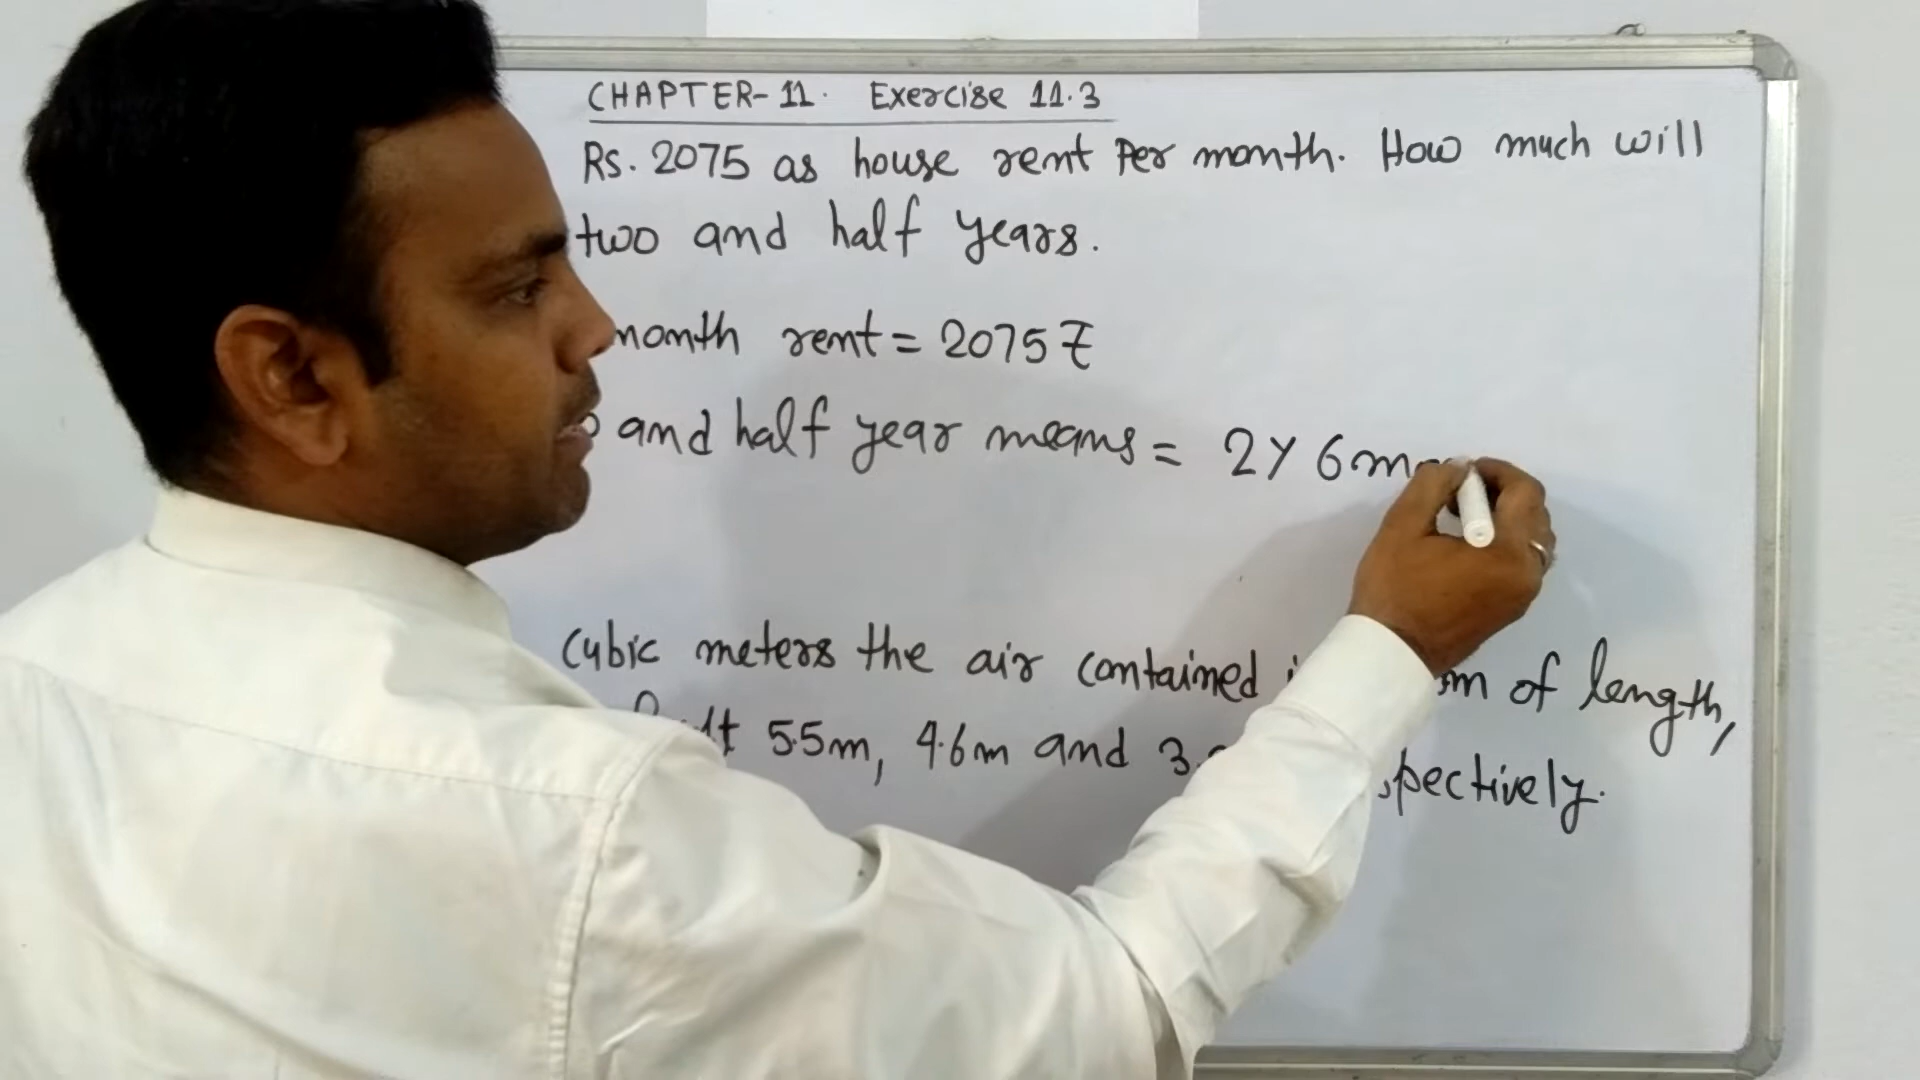 CHAPTER-11. Exercise 11.3
Rs. 2075 as house rent Per month. How much will
two and half years.
month rent = 2075 ₹
and half year means = 2Y 6m
Cubic meters the air contained of length,
5.5m, 4.6m and 3.